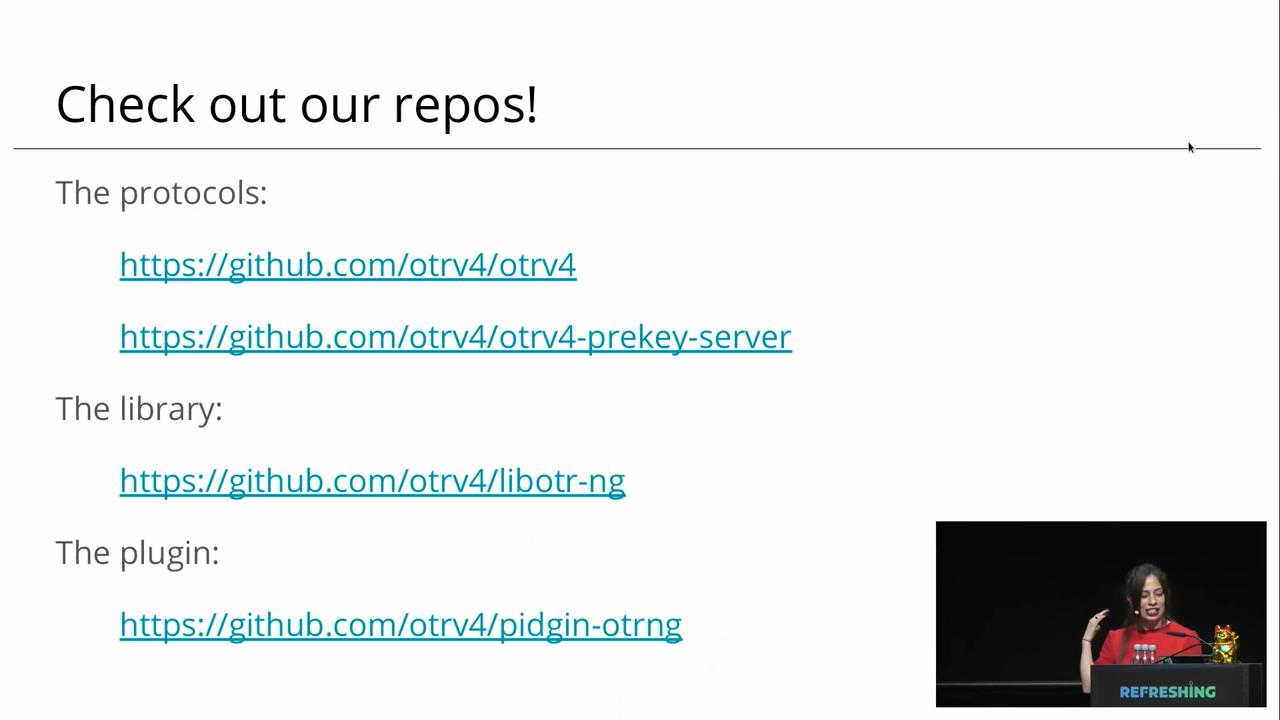 Check out our repos!
The protocols:
https://github.com/otrv4/otrv4
https://github.com/otrv4/otrv4-prekey-server
The library:
https://github.com/otrv4/libotr-ng
The plugin:
https://github.com/otrv4/pidgin-otrng
REFRESHING